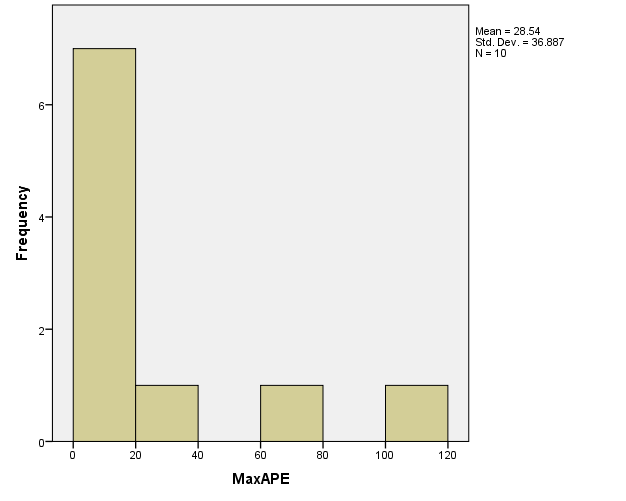 Mean = 28.54
Std. Dev. = 36.887
N = 10
6
4
2
0
Frequency
0 20 40 60 80 100 120
MaxAPE